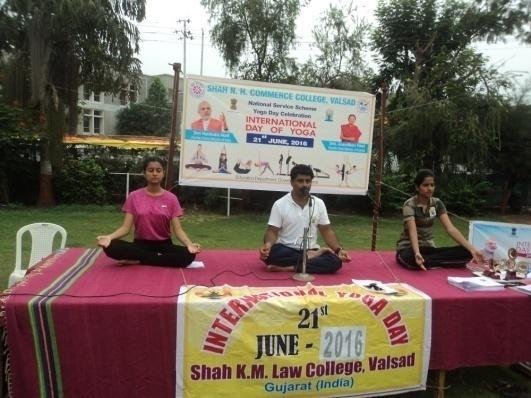 SHAH N. H. COMMERCE COLLEGE, VALSAD
National Service Scheme
Yoga Day Celebration
INTERNATIONAL
DAY OF YOGA
21st JUNE, 2016
INTERNATIONAL YOGA DAY
21st
JUNE - 2016
Shah K.M. Law College, Valsad
Gujarat (India)